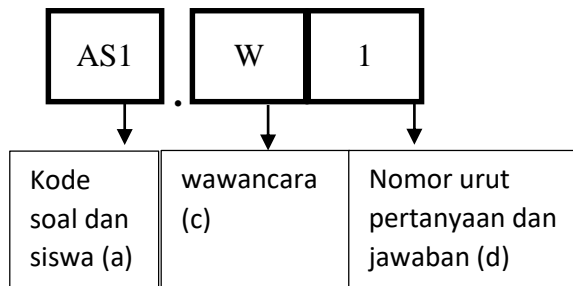 AS1 . W 1
Kode
soal dan
siswa (a)
wawancara
(c)
Nomor urut
pertanyaan dan
jawaban (d)